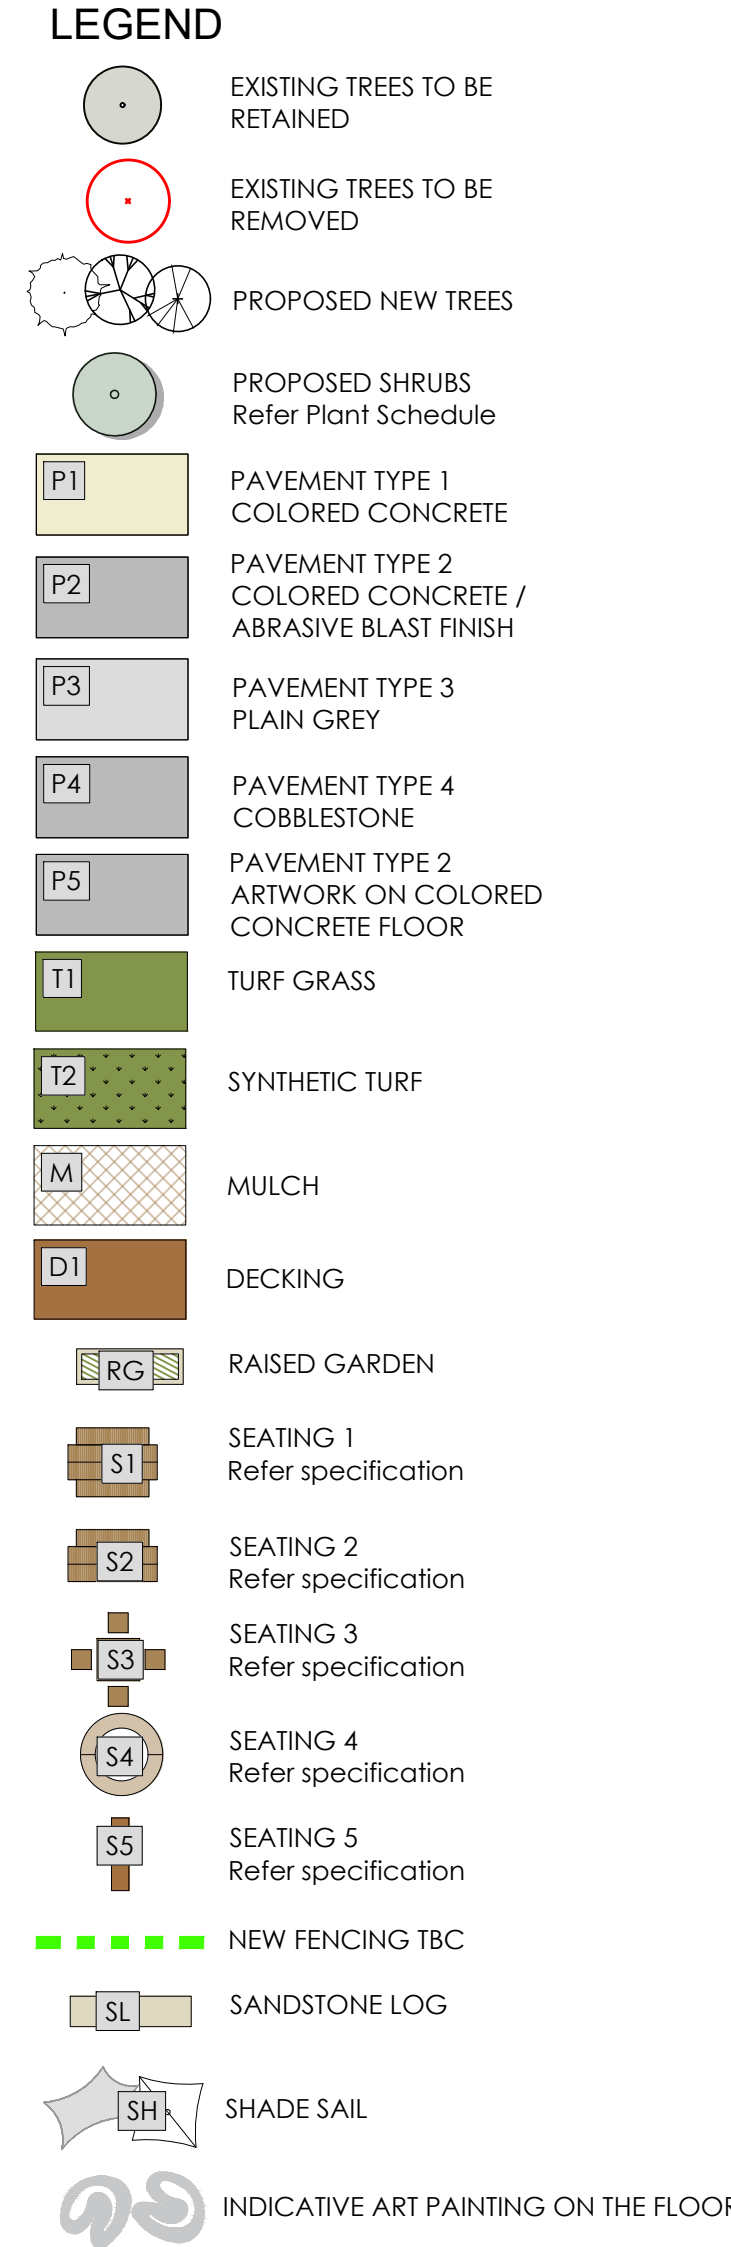 LEGEND
EXISTING TREES TO BE
RETAINED
EXISTING TREES TO BE
REMOVED
PROPOSED NEW TREES
PROPOSED SHRUBS
Refer Plant Schedule
P1
PAVEMENT TYPE 1
COLORED CONCRETE
P2
PAVEMENT TYPE 2
COLORED CONCRETE /
ABRASIVE BLAST FINISH
P3
PAVEMENT TYPE 3
PLAIN GREY
P4
PAVEMENT TYPE 4
COBBLESTONE
P5
PAVEMENT TYPE 2
ARTWORK ON COLORED
CONCRETE FLOOR
T1
TURF GRASS
T2
SYNTHETIC TURF
M
MULCH
D1
DECKING
RG
RAISED GARDEN
S1
SEATING 1
Refer specification
S2
SEATING 2
Refer specification
S3
SEATING 3
Refer specification
S4
SEATING 4
Refer specification
S5
SEATING 5
Refer specification
NEW FENCING TBC
SL
SANDSTONE LOG
SH
SHADE SAIL
INDICATIVE ART PAINTING ON THE FLOOR